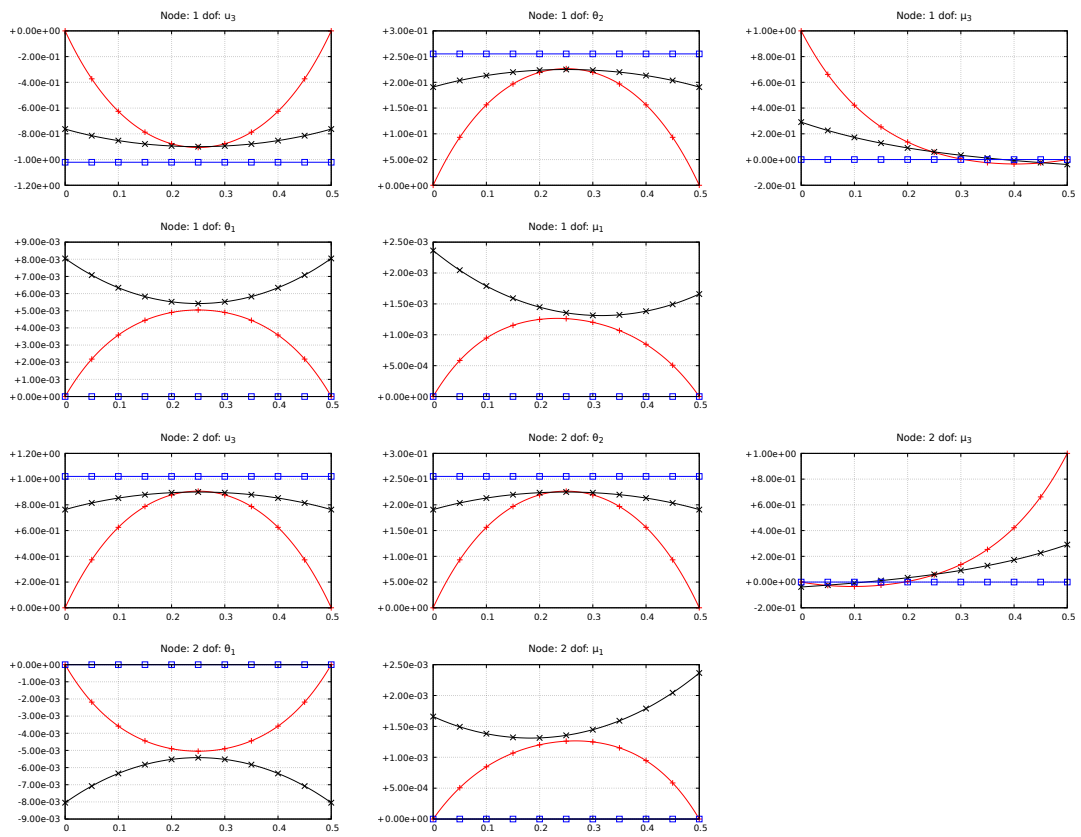 Node: 1 dof: u3
+0.00e+00
-2.00e-01
-4.00e-01
-6.00e-01
-8.00e-01
-1.00e+00
-1.20e+00
0 0.1 0.2 0.3 0.4 0.5
Node: 1 dof: θ2
+3.00e-01
+2.50e-01
+2.00e-01
+1.50e-01
+1.00e-01
+5.00e-02
+0.00e+00
0 0.1 0.2 0.3 0.4 0.5
Node: 1 dof: μ3
+1.00e+00
+8.00e-01
+6.00e-01
+4.00e-01
+2.00e-01
+0.00e+00
-2.00e-01
0 0.1 0.2 0.3 0.4 0.5
Node: 1 dof: θ1
+9.00e-03
+8.00e-03
+7.00e-03
+6.00e-03
+5.00e-03
+4.00e-03
+3.00e-03
+2.00e-03
+1.00e-03
+0.00e+00
0 0.1 0.2 0.3 0.4 0.5
Node: 1 dof: μ1
+2.50e-03
+2.00e-03
+1.50e-03
+1.00e-03
+5.00e-04
+0.00e+00
0 0.1 0.2 0.3 0.4 0.5
Node: 2 dof: u3
+1.20e+00
+1.00e+00
+8.00e-01
+6.00e-01
+4.00e-01
+2.00e-01
+0.00e+00
0 0.1 0.2 0.3 0.4 0.5
Node: 2 dof: θ2
+3.00e-01
+2.50e-01
+2.00e-01
+1.50e-01
+1.00e-01
+5.00e-02
+0.00e+00
0 0.1 0.2 0.3 0.4 0.5
Node: 2 dof: μ3
+1.00e+00
+8.00e-01
+6.00e-01
+4.00e-01
+2.00e-01
+0.00e+00
-2.00e-01
0 0.1 0.2 0.3 0.4 0.5
Node: 2 dof: θ1
+0.00e+00
-1.00e-03
-2.00e-03
-3.00e-03
-4.00e-03
-5.00e-03
-6.00e-03
-7.00e-03
-8.00e-03
-9.00e-03
0 0.1 0.2 0.3 0.4 0.5
Node: 2 dof: μ1
+2.50e-03
+2.00e-03
+1.50e-03
+1.00e-03
+5.00e-04
+0.00e+00
0 0.1 0.2 0.3 0.4 0.5